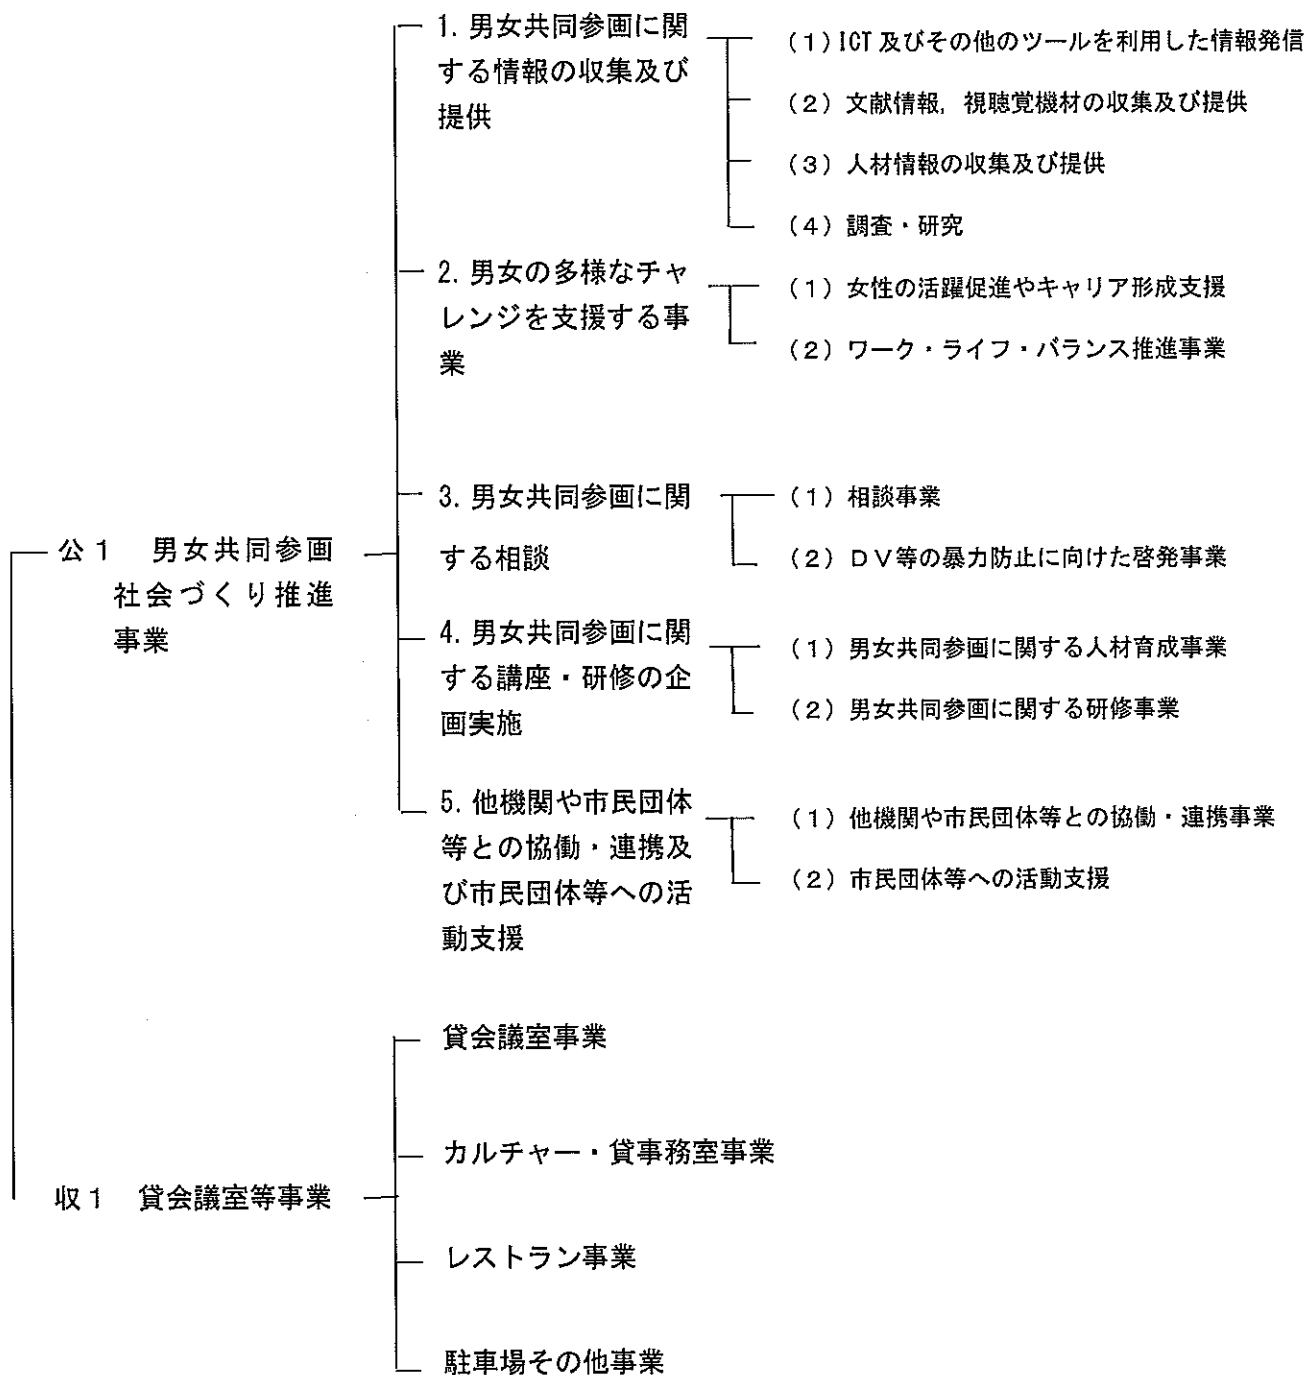 1. 男女共同参画に関
する情報の収集及び
提供
(1) ICT 及びその他のツールを利用した情報発信
(2) 文献情報，視聴覚機材の収集及び提供
(3) 人材情報の収集及び提供
(4) 調査・研究
2. 男女の多様なチャ
レンジを支援する事
業
(1) 女性の活躍促進やキャリア形成支援
(2) ワーク・ライフ・バランス推進事業
公1　男女共同参画
社会づくり推進
事業
3. 男女共同参画に関
する相談
(1) 相談事業
(2) DV等の暴力防止に向けた啓発事業
4. 男女共同参画に関
する講座・研修の企
画実施
(1) 男女共同参画に関する人材育成事業
(2) 男女共同参画に関する研修事業
5. 他機関や市民団体
等との協働・連携及
び市民団体等への活
動支援
(1) 他機関や市民団体等との協働・連携事業
(2) 市民団体等への活動支援
収1　貸会議室等事業
貸会議室事業
カルチャー・貸事務室事業
レストラン事業
駐車場その他事業